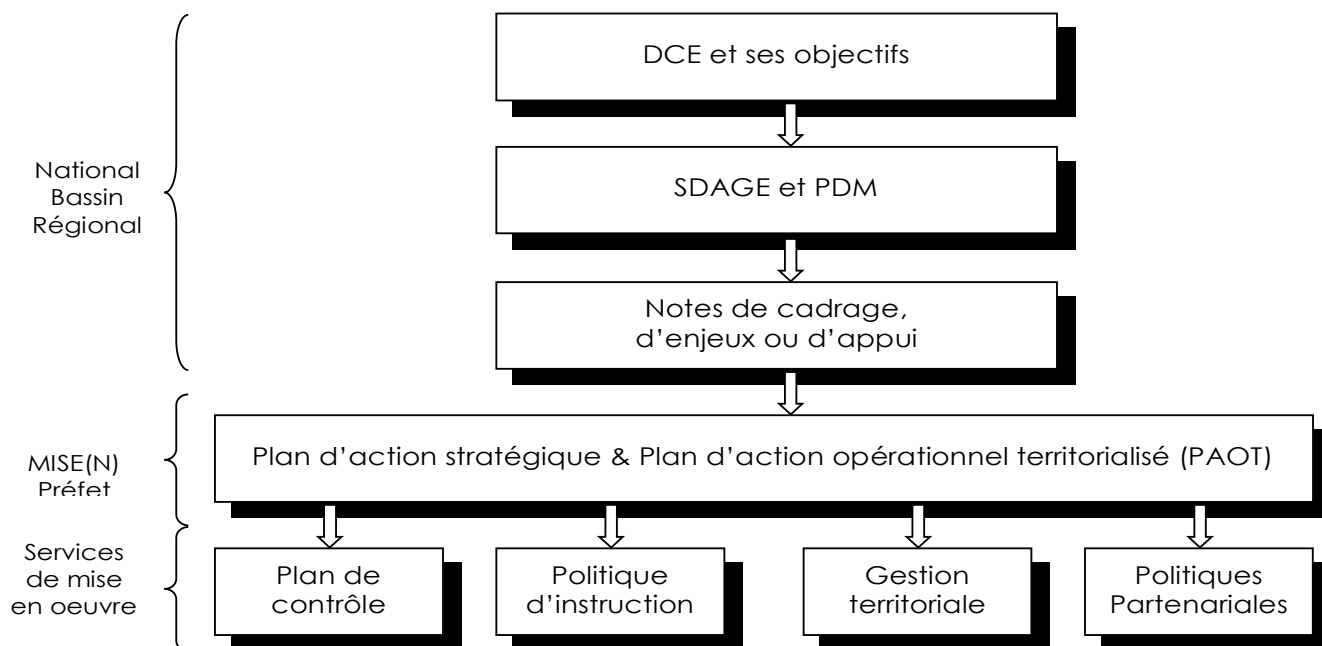 DCE et ses objectifs
National
Bassin
Régional
SDAGE et PDM
Notes de cadrage,
d’enjeux ou d’appui
MISE(N)
Préfet
Plan d’action stratégique & Plan d’action opérationnel territorialisé (PAOT)
Services
de mise
en oeuvre
Plan de
contrôle
Politique
d’instruction
Gestion
territoriale
Politiques
Partenariales